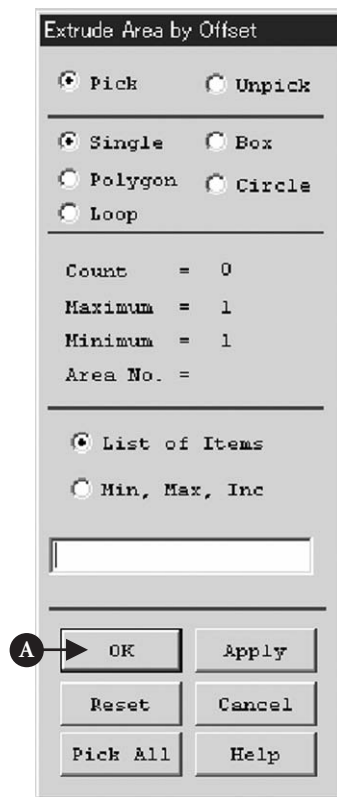 Extrude Area by Offset
Pick Unpick
Single Box
Polygon Circle
Loop
Count = 0
Maximum = 1
Minimum = 1
Area No. =
List of Items
Min, Max, Inc
A OK Apply
Reset Cancel
Pick All Help